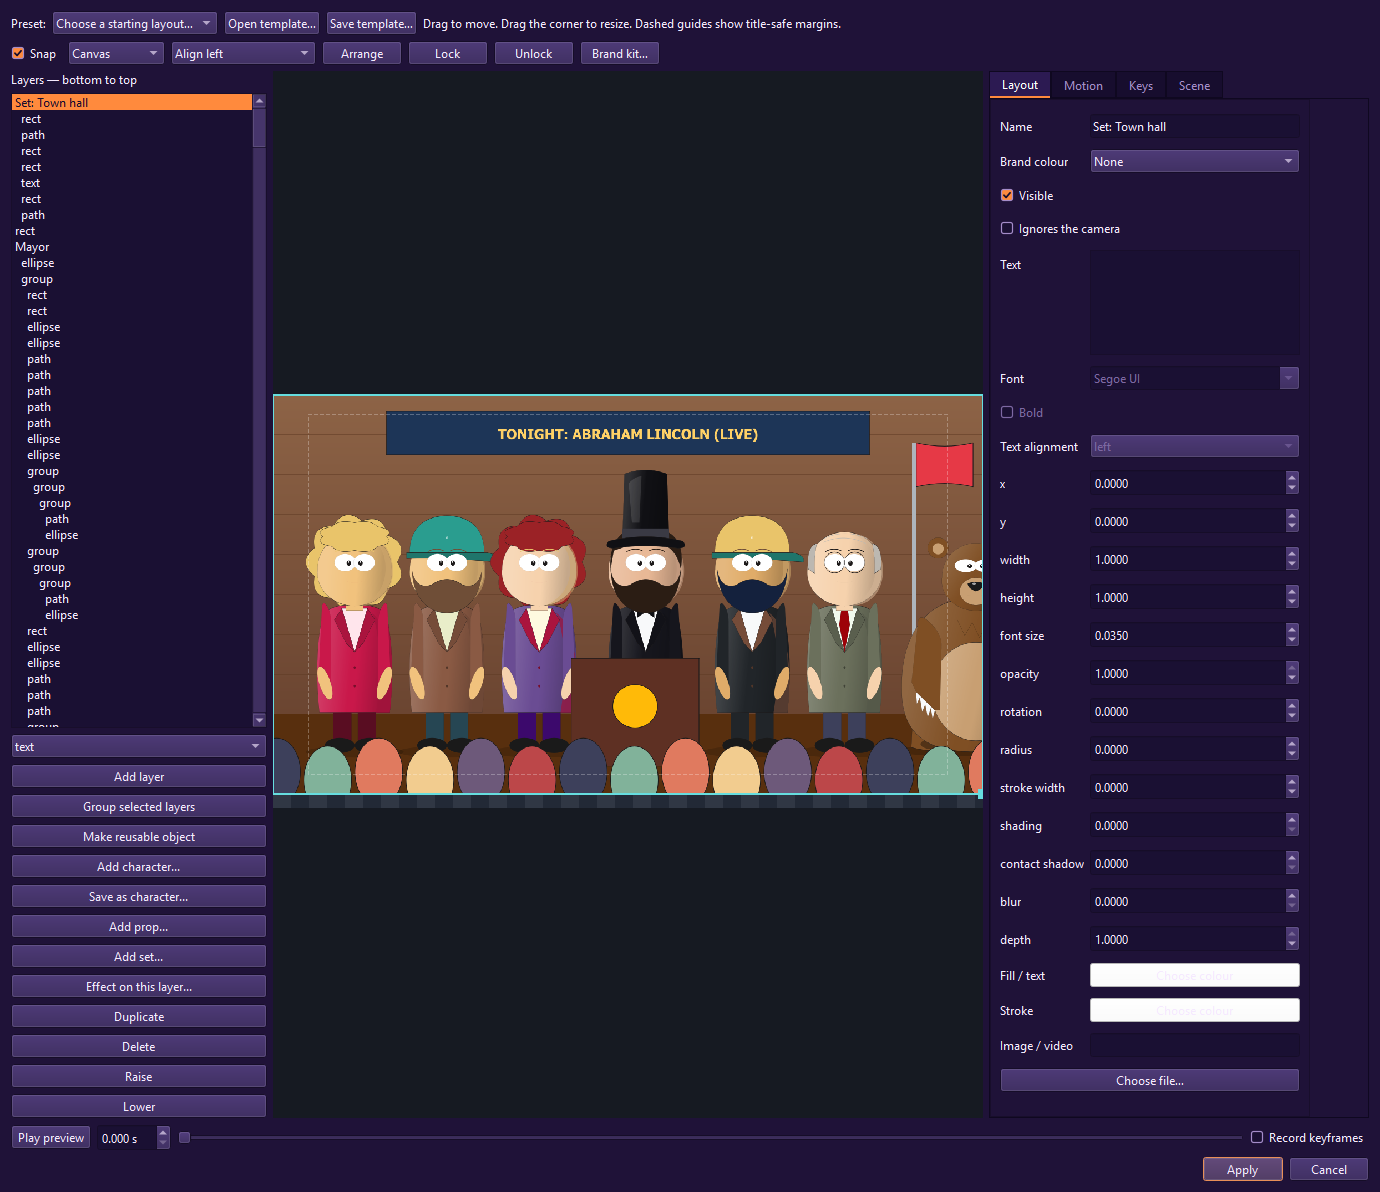 Preset:
Choose a starting layout...
Open template...
Save template...
Drag to move. Drag the corner to resize. Dashed guides show title-safe margins.
Snap
Canvas
Align left
Arrange
Lock
Unlock
Brand kit...
Layers — bottom to top
Set: Town hall
rect
path
rect
rect
text
rect
path
rect
Mayor
ellipse
group
rect
rect
ellipse
ellipse
path
path
path
path
path
ellipse
ellipse
group
group
group
path
ellipse
group
group
group
path
ellipse
rect
ellipse
ellipse
path
path
path
group
text
Add layer
Group selected layers
Make reusable object
Add character...
Save as character...
Add prop...
Add set...
Effect on this layer...
Duplicate
Delete
Raise
Lower
TONIGHT: ABRAHAM LINCOLN (LIVE)
Layout
Motion
Keys
Scene
Name
Set: Town hall
Brand colour
None
Visible
Ignores the camera
Text
Font
Segoe UI
Bold
Text alignment
left
x
0.0000
y
0.0000
width
1.0000
height
1.0000
font size
0.0350
opacity
1.0000
rotation
0.0000
radius
0.0000
stroke width
0.0000
shading
0.0000
contact shadow
0.0000
blur
0.0000
depth
1.0000
Fill / text
Choose colour
Stroke
Choose colour
Image / video
Choose file...
Play preview
0.000 s
Record keyframes
Apply
Cancel